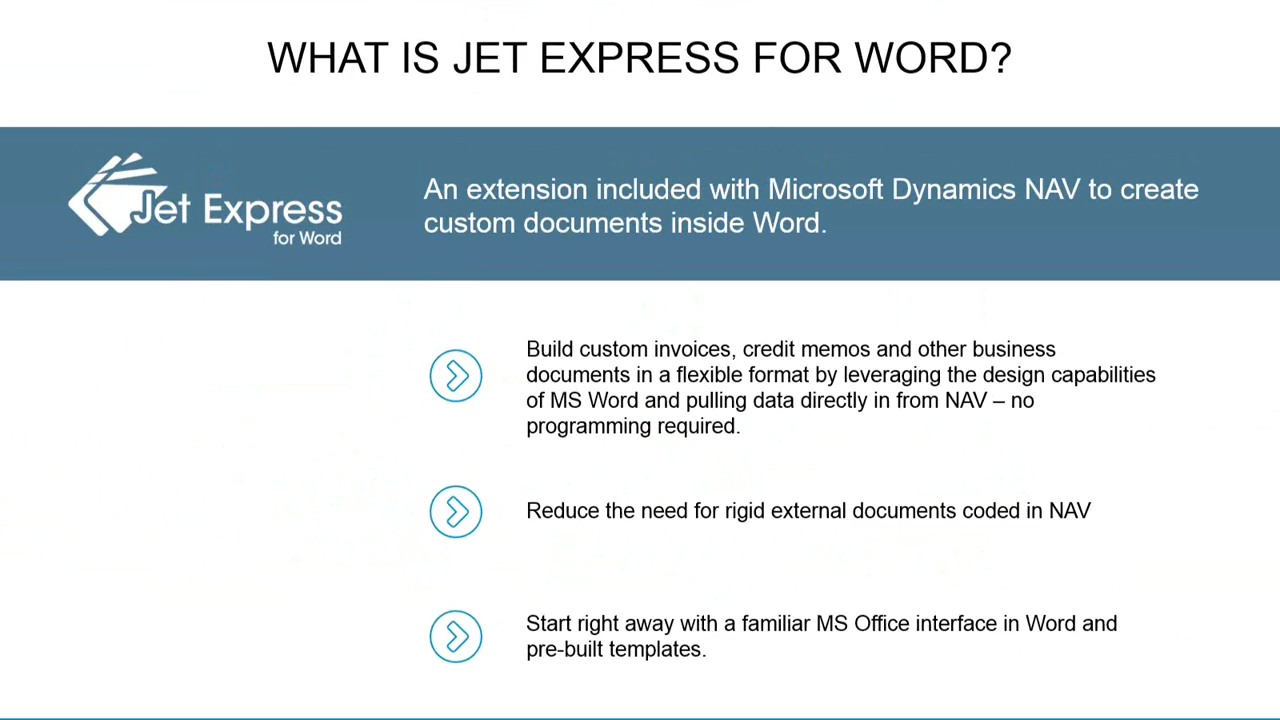 WHAT IS JET EXPRESS FOR WORD?
Jet Express
for Word
An extension included with Microsoft Dynamics NAV to create
custom documents inside Word.
Build custom invoices, credit memos and other business
documents in a flexible format by leveraging the design capabilities
of MS Word and pulling data directly in from NAV – no
programming required.
Reduce the need for rigid external documents coded in NAV
Start right away with a familiar MS Office interface in Word and
pre-built templates.